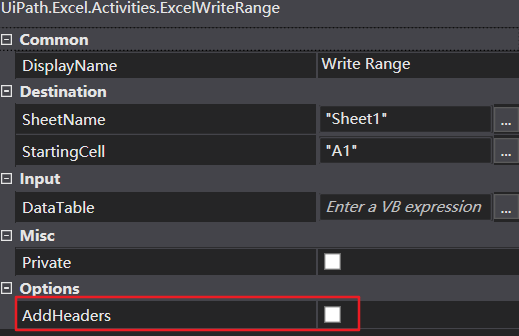 UiPath.Excel.Activities.ExcelWriteRange
Common
DisplayName Write Range
Destination
SheetName "Sheet1" ...
StartingCell "A1" ...
Input
DataTable Enter a VB expression ...
Misc
Private
Options
AddHeaders